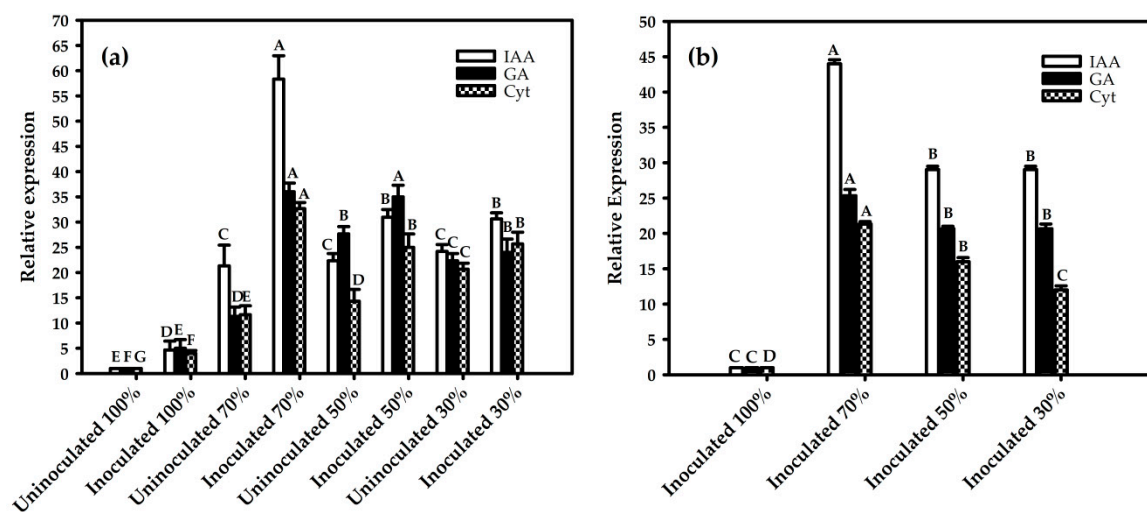 (a)
IAA
GA
Cyt
Relative expression
70
65
60
55
50
45
40
35
30
25
20
15
10
5
0
E F G
D E F
C D E
A A A
C B D
B A B
C C C
B B B
Uninoculated 100%
Inoculated 100%
Uninoculated 70%
Inoculated 70%
Uninoculated 50%
Inoculated 50%
Uninoculated 30%
Inoculated 30%
(b)
IAA
GA
Cyt
Relative Expression
50
45
40
35
30
25
20
15
10
5
0
C C D
A A A
B B B
B B C
Inoculated 100%
Inoculated 70%
Inoculated 50%
Inoculated 30%